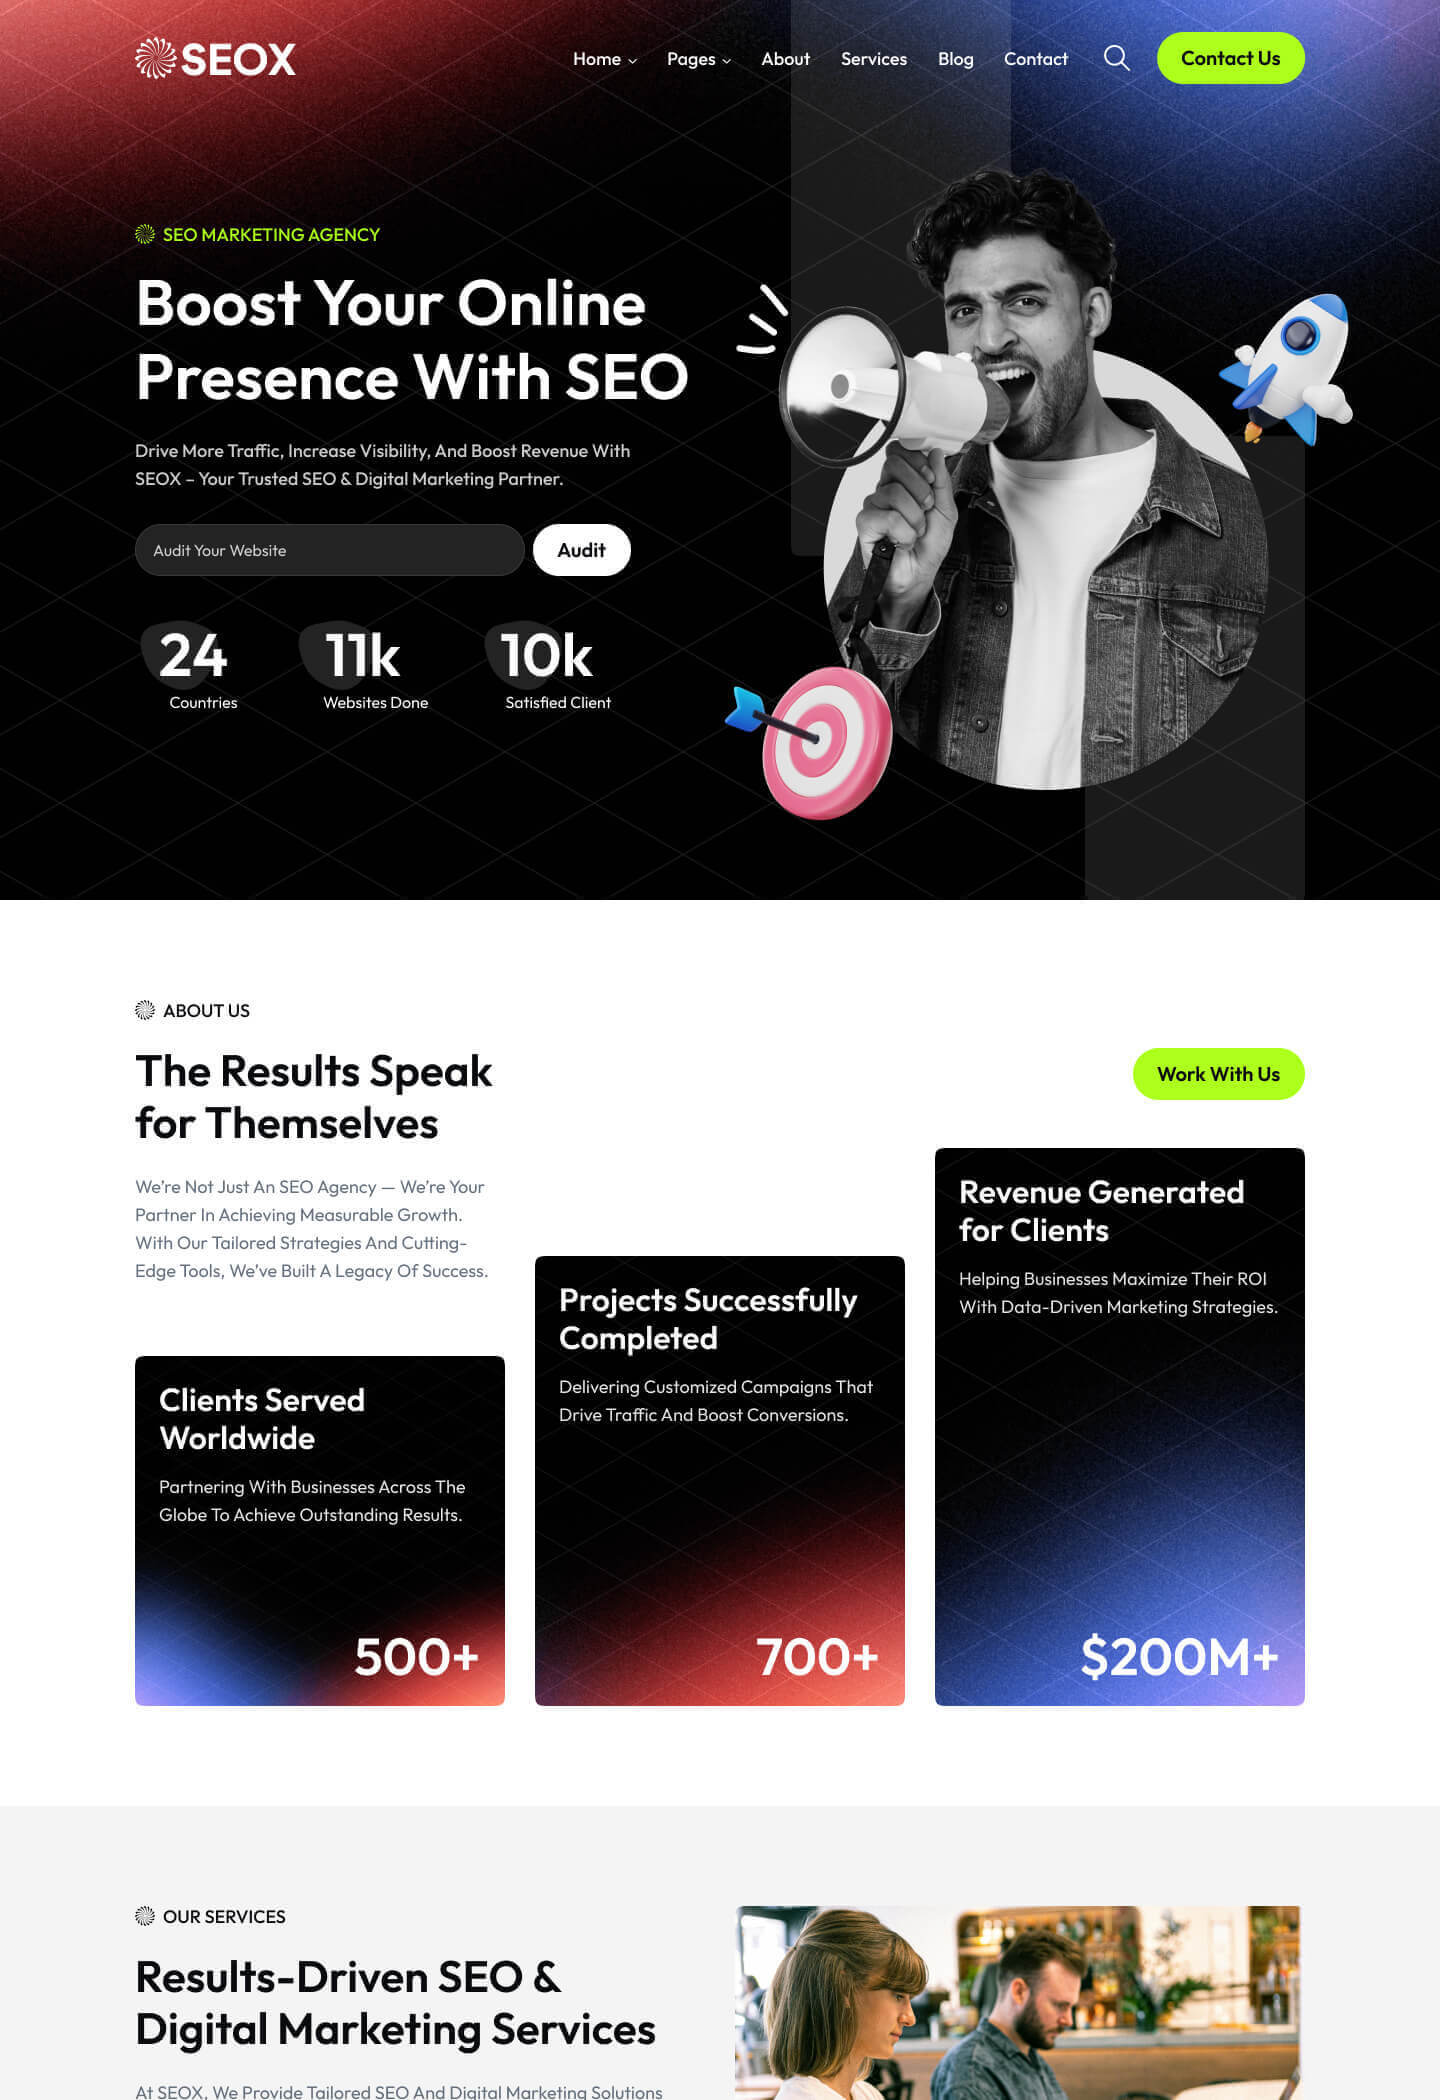 SEOX
Home
Pages
About
Services
Blog
Contact
Contact Us
SEO MARKETING AGENCY
Boost Your Online
Presence With SEO
Drive More Traffic, Increase Visibility, And Boost Revenue With
SEOX – Your Trusted SEO & Digital Marketing Partner.
Audit Your Website
Audit
24
Countries
11k
Websites Done
10k
Satisfied Client
ABOUT US
The Results Speak
for Themselves
We’re Not Just An SEO Agency — We’re Your
Partner In Achieving Measurable Growth.
With Our Tailored Strategies And Cutting-
Edge Tools, We’ve Built A Legacy Of Success.
Work With Us
Clients Served
Worldwide
Partnering With Businesses Across The
Globe To Achieve Outstanding Results.
500+
Projects Successfully
Completed
Delivering Customized Campaigns That
Drive Traffic And Boost Conversions.
700+
Revenue Generated
for Clients
Helping Businesses Maximize Their ROI
With Data-Driven Marketing Strategies.
$200M+
OUR SERVICES
Results-Driven SEO &
Digital Marketing Services
At SEOX, We Provide Tailored SEO And Digital Marketing Solutions